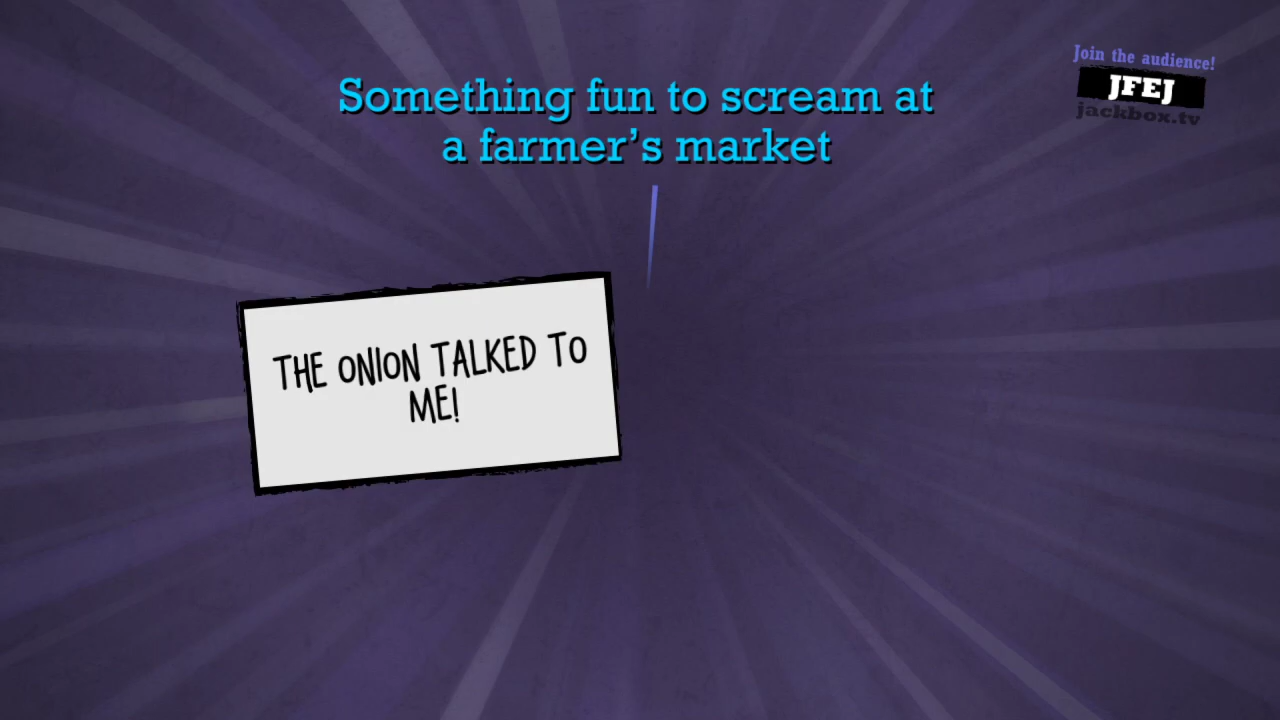 Something fun to scream at
a farmer's market
Join the audience!
JFEJ
jackbox.tv
THE ONION TALKED TO
ME!